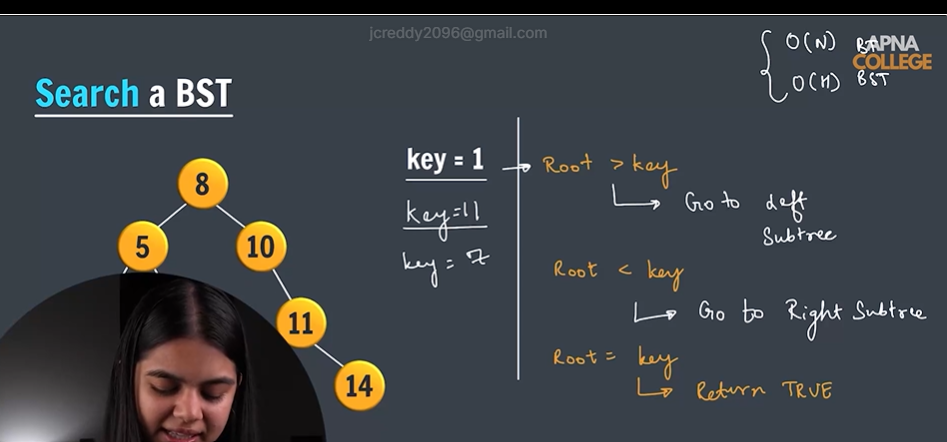 jcreddy2096@gmail.com
O(N) BT
O(H) BST
APNA
COLLEGE
Search a BST
key = 1
key=11
key = 7
Root > key
Go to left
Subtree
Root < key
Go to Right Subtree
Root = key
Return TRUE
8
5
10
11
14